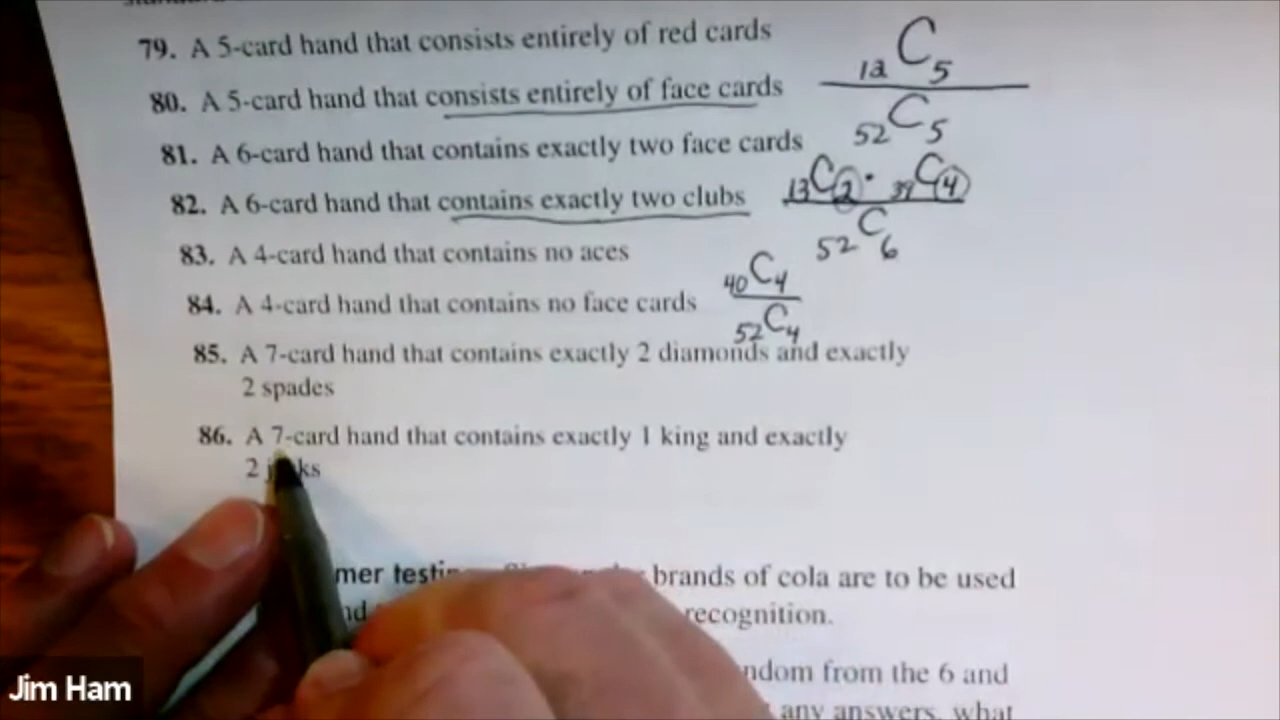 79. A 5-card hand that consists entirely of red cards
80. A 5-card hand that consists entirely of face cards
12C5
52C5
81. A 6-card hand that contains exactly two face cards
82. A 6-card hand that contains exactly two clubs
13C2 · 39C4
52C6
83. A 4-card hand that contains no aces
84. A 4-card hand that contains no face cards
40C4
52C4
85. A 7-card hand that contains exactly 2 diamonds and exactly
2 spades
86. A 7-card hand that contains exactly 1 king and exactly
2
brands of cola are to be used
recognition.
from the 6 and
any answers, what
Jim Ham